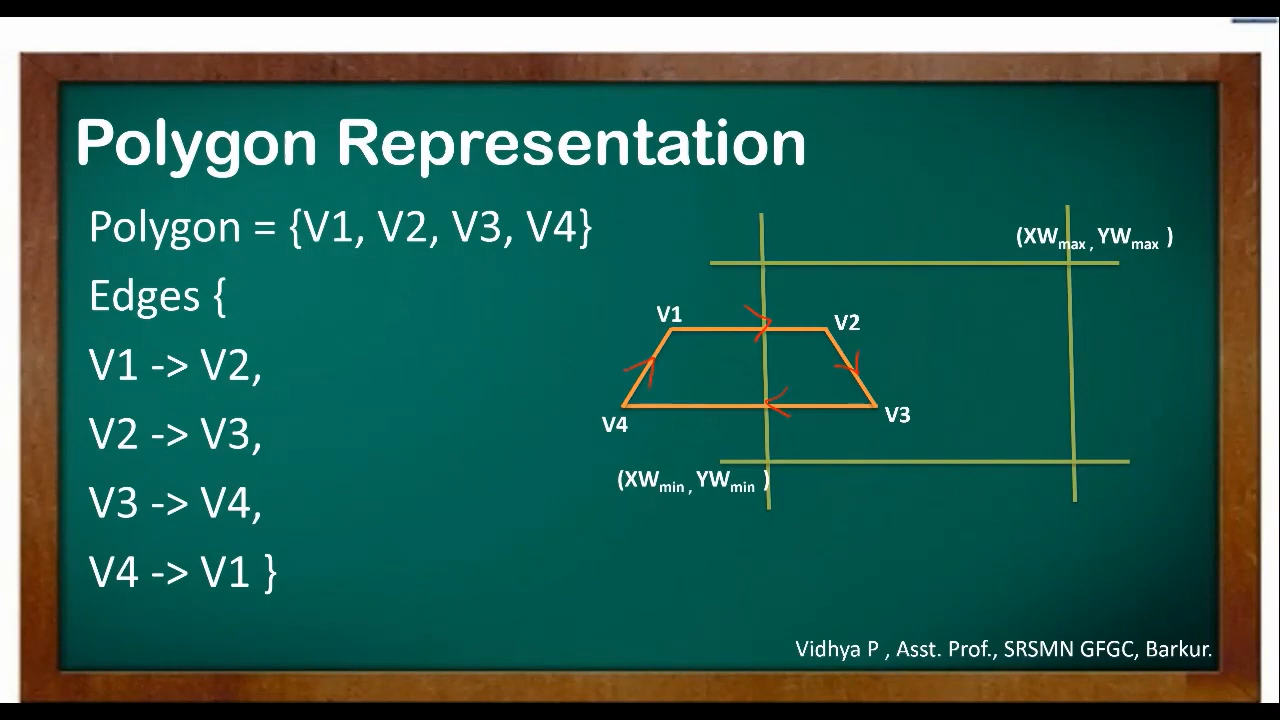 Polygon Representation
Polygon = {V1, V2, V3, V4}
Edges {
V1 -> V2,
V2 -> V3,
V3 -> V4,
V4 -> V1 }
(XWmax , YWmax )
V1
V2
V4
V3
(XWmin , YWmin )
Vidhya P , Asst. Prof., SRSMN GFGC, Barkur.